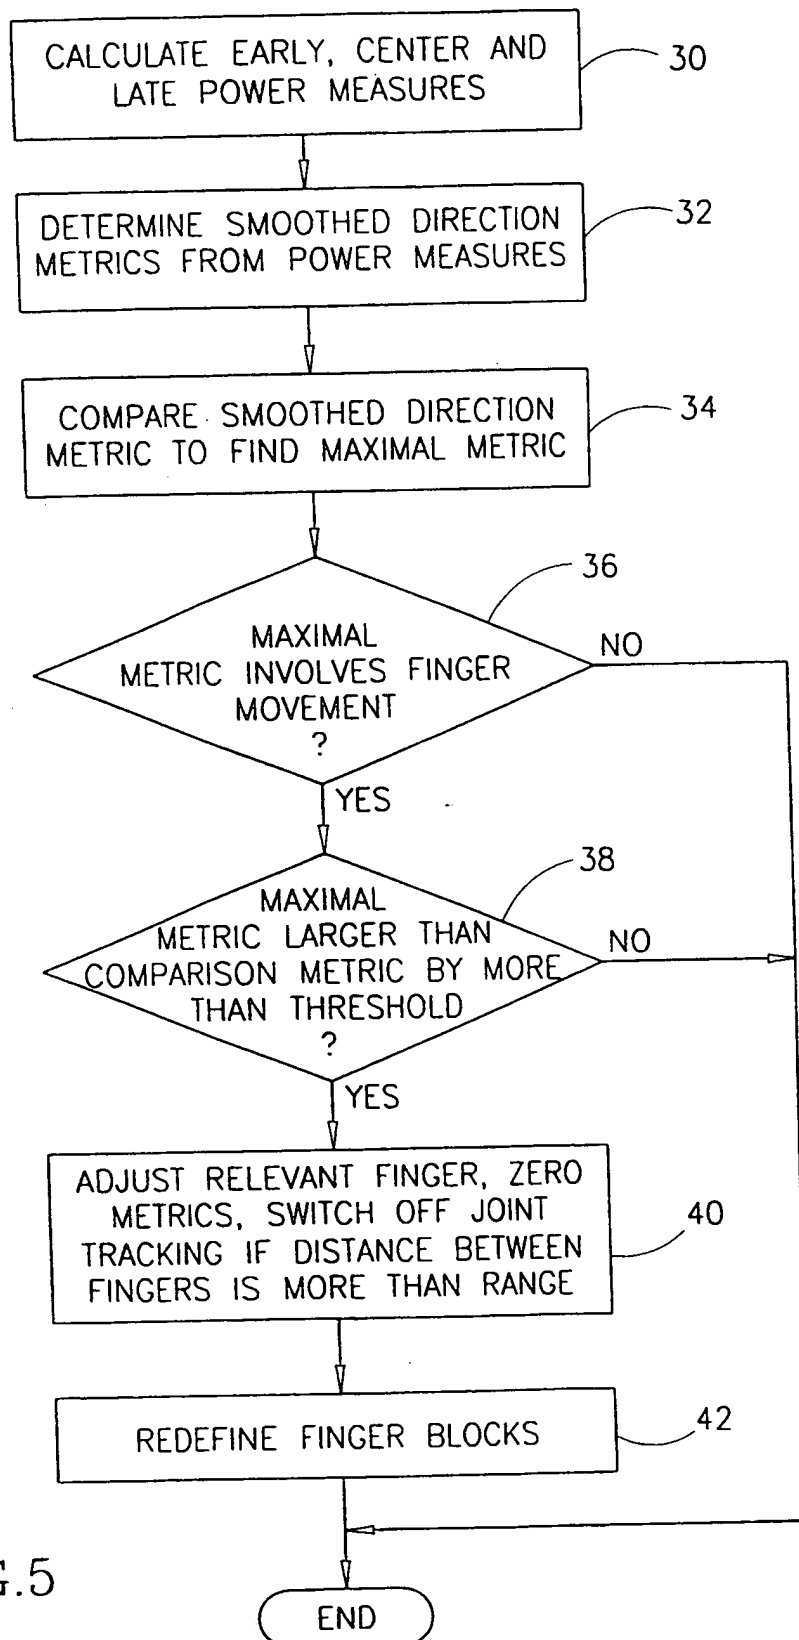 CALCULATE EARLY, CENTER AND
LATE POWER MEASURES
30
DETERMINE SMOOTHED DIRECTION
METRICS FROM POWER MEASURES
32
COMPARE SMOOTHED DIRECTION
METRIC TO FIND MAXIMAL METRIC
34
36
MAXIMAL
METRIC INVOLVES FINGER
MOVEMENT
?
NO
YES
38
MAXIMAL
METRIC LARGER THAN
COMPARISON METRIC BY MORE
THAN THRESHOLD
?
NO
YES
ADJUST RELEVANT FINGER, ZERO
METRICS, SWITCH OFF JOINT
TRACKING IF DISTANCE BETWEEN
FINGERS IS MORE THAN RANGE
40
REDEFINE FINGER BLOCKS
42
G.5
END